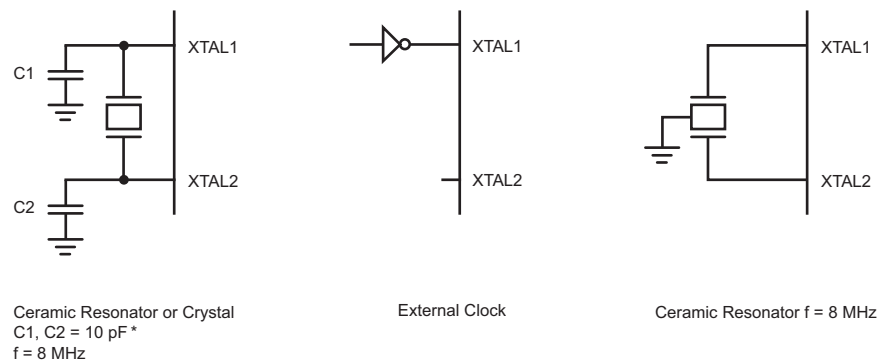 XTAL1
C1
XTAL2
C2
Ceramic Resonator or Crystal
C1, C2 = 10 pF *
f = 8 MHz
XTAL1
XTAL2
External Clock
XTAL1
XTAL2
Ceramic Resonator f = 8 MHz